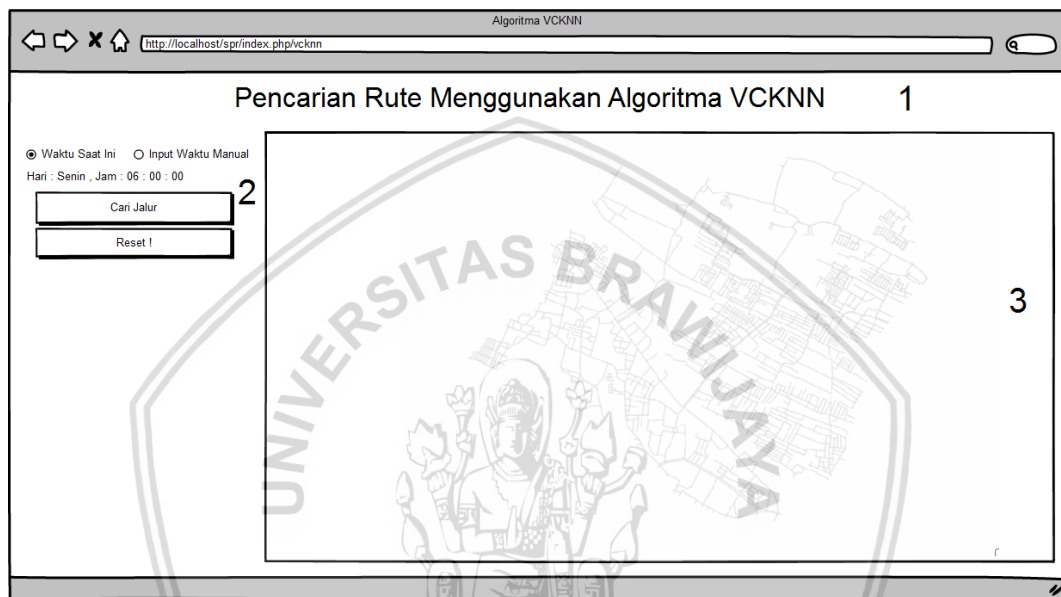 Algoritma VCKNN
http://localhost/spr/index.php/vcknn
Pencarian Rute Menggunakan Algoritma VCKNN 1
Waktu Saat Ini Input Waktu Manual
Hari : Senin , Jam : 06 : 00 : 00
2
Cari Jalur
Reset !
3
UNIVERSITAS BRAWIJAYA